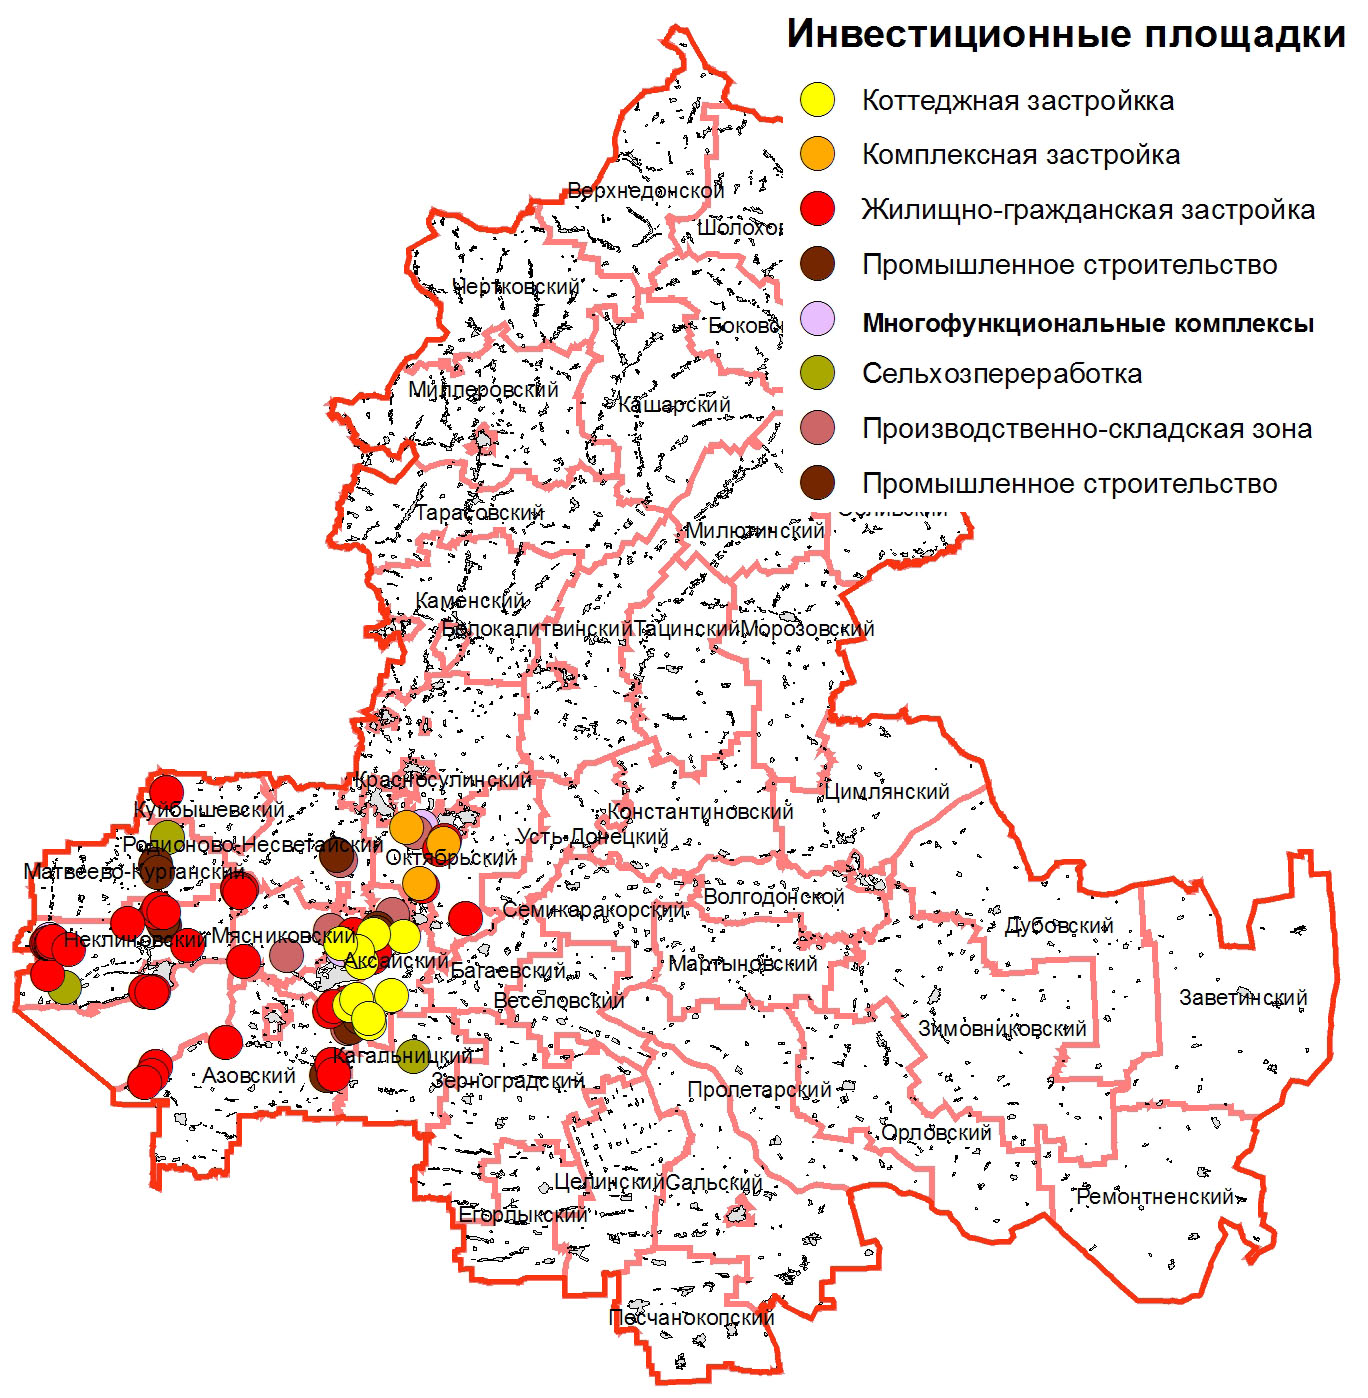 Инвестиционные площадки
Коттеджная застройкка
Комплексная застройка
Жилищно-гражданская застройка
Промышленное строительство
Многофункциональные комплексы
Сельхозпереработка
Производственно-складская зона
Промышленное строительство
Верхнедонской
Шолохо
Чертковский
Боковс
Миллеровский
Кашарский
Тарасовский
Милютинский
Каменский
Белокалитвинский
Тацинский
Морозовский
Красносулинский
Цимлянский
Куйбышевский
Константиновский
Усть-Донецкий
Родионово-Несветайский
Октябрьский
Матвеево-Курганский
Волгодонской
Семикаракорский
Дубовский
Неклиновский
Мясниковский
Аксайский
Багаевский
Мартыновский
Веселовский
Заветинский
Зимовниковский
Кагальницкий
Азовский
Зерноградский
Пролетарский
Орловский
Целинский
Сальский
Ремонтненский
Егорлыкский
Песчанокопский